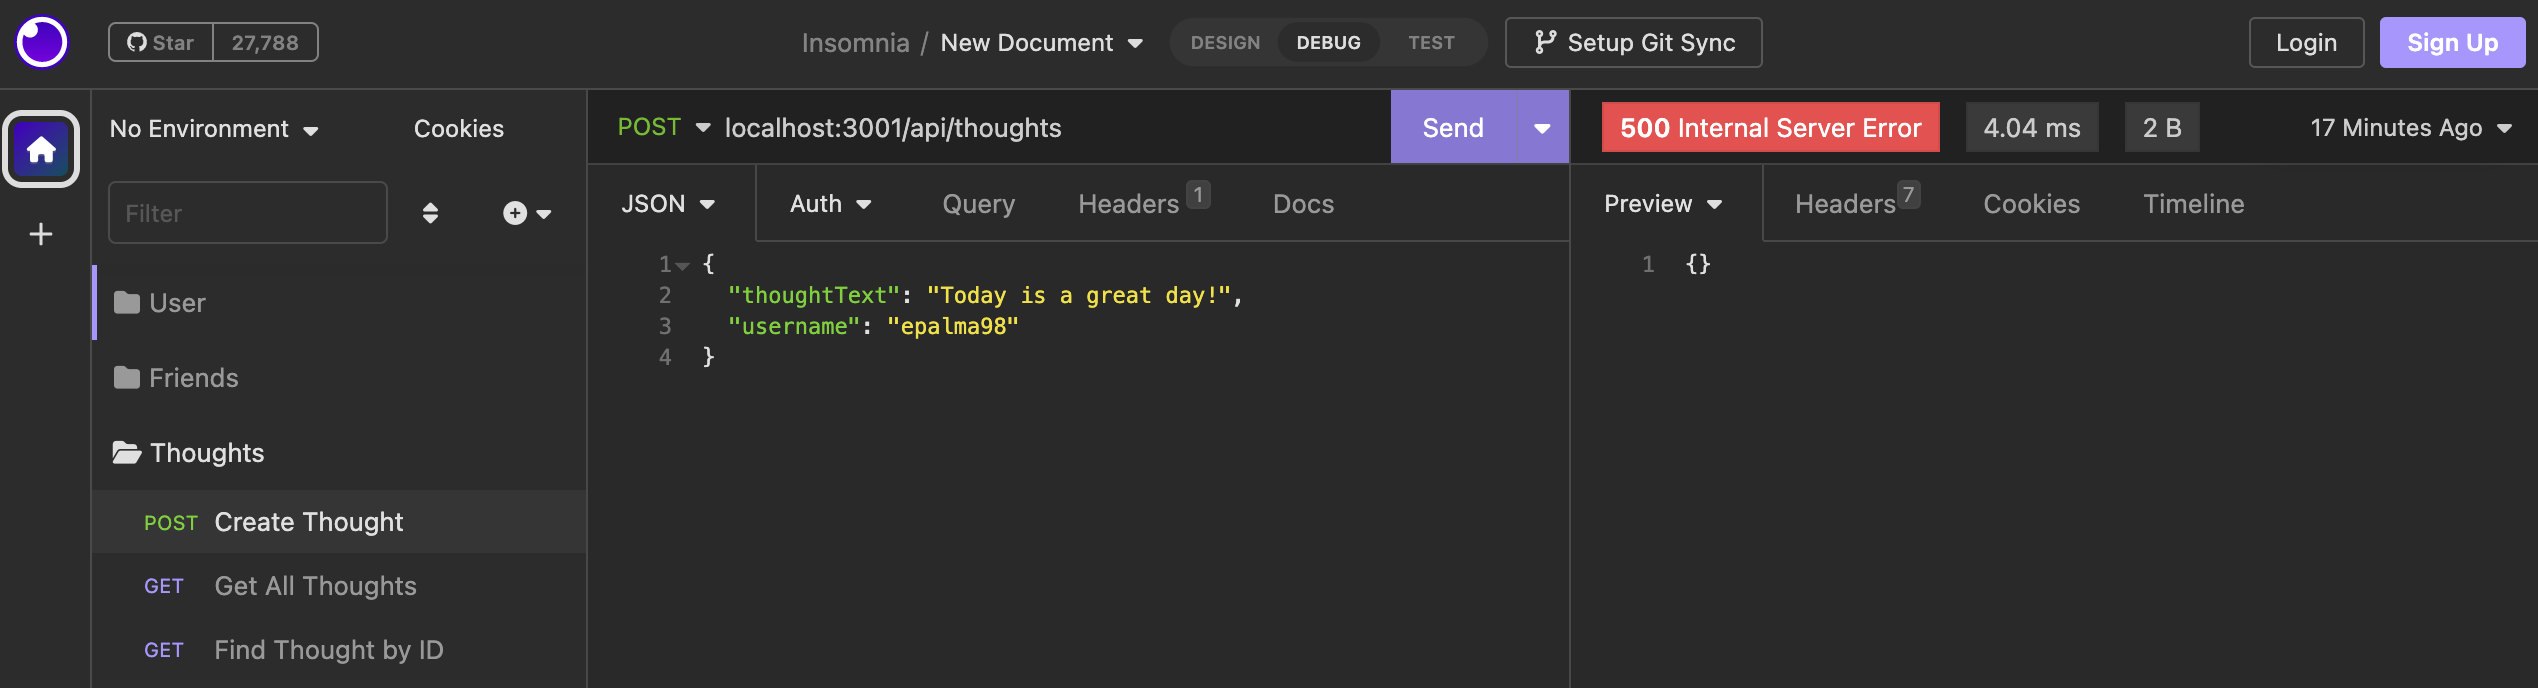 Star 27,788 Insomnia / New Document DESIGN DEBUG TEST Setup Git Sync Login Sign Up
No Environment Cookies
Filter
User
Friends
Thoughts
POST Create Thought
GET Get All Thoughts
GET Find Thought by ID
POST localhost:3001/api/thoughts Send
JSON Auth Query Headers 1 Docs
1 {
2 "thoughtText": "Today is a great day!",
3 "username": "epalma98"
4 }
500 Internal Server Error 4.04 ms 2 B 17 Minutes Ago
Preview Headers 7 Cookies Timeline
1 {}